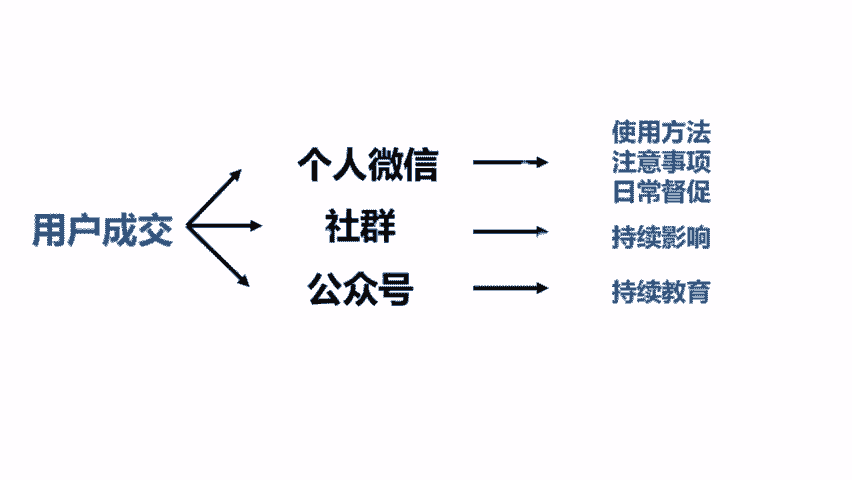 用户成交
个人微信
社群
公众号
使用方法
注意事项
日常督促
持续影响
持续教育